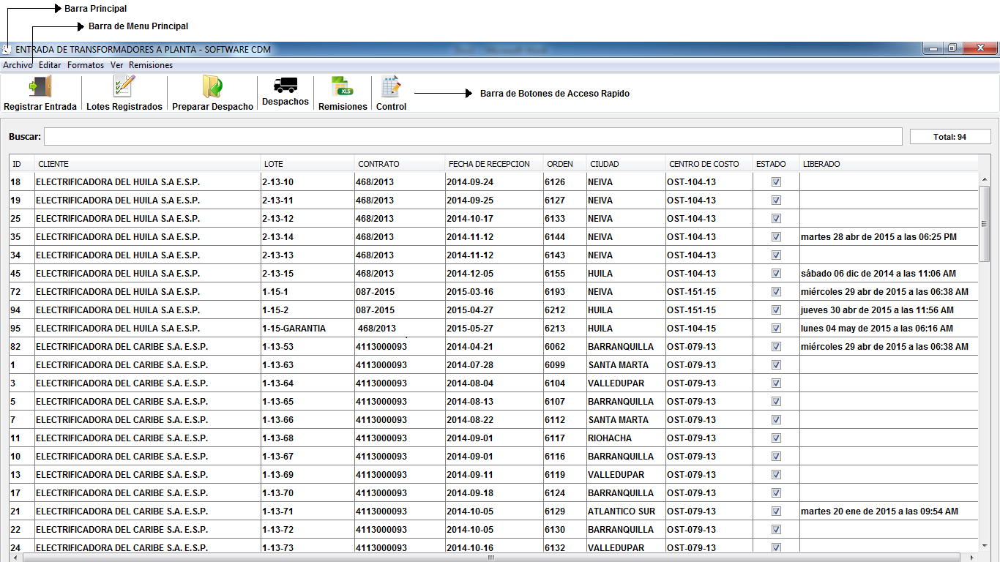 Barra Principal
Barra de Menu Principal
ENTRADA DE TRANSFORMADORES A PLANTA - SOFTWARE CDM
Archivo Editar Formatos Ver Remisiones
XLS
Registrar Entrada Lotes Registrados Preparar Despacho Despachos Remisiones Control Barra de Botones de Acceso Rapido
Buscar: Total: 94
ID CLIENTE LOTE CONTRATO FECHA DE RECEPCION ORDEN CIUDAD CENTRO DE COSTO ESTADO LIBERADO
18 ELECTRIFICADORA DEL HUILA S.A E.S.P. 2-13-10 468/2013 2014-09-24 6126 NEIVA OST-104-13
19 ELECTRIFICADORA DEL HUILA S.A E.S.P. 2-13-11 468/2013 2014-09-25 6127 NEIVA OST-104-13
25 ELECTRIFICADORA DEL HUILA S.A E.S.P. 2-13-12 468/2013 2014-10-17 6133 NEIVA OST-104-13
35 ELECTRIFICADORA DEL HUILA S.A E.S.P. 2-13-14 468/2013 2014-11-12 6144 NEIVA OST-104-13 martes 28 abr de 2015 a las 06:25 PM
34 ELECTRIFICADORA DEL HUILA S.A E.S.P. 2-13-13 468/2013 2014-11-12 6143 NEIVA OST-104-13
45 ELECTRIFICADORA DEL HUILA S.A E.S.P. 2-13-15 468/2013 2014-12-05 6155 HUILA OST-104-13 sábado 06 dic de 2014 a las 11:06 AM
72 ELECTRIFICADORA DEL HUILA S.A E.S.P. 1-15-1 087-2015 2015-03-16 6193 NEIVA OST-151-15 miércoles 29 abr de 2015 a las 06:38 AM
94 ELECTRIFICADORA DEL HUILA S.A E.S.P. 1-15-2 087-2015 2015-04-27 6212 HUILA OST-151-15 jueves 30 abr de 2015 a las 11:56 AM
95 ELECTRIFICADORA DEL HUILA S.A E.S.P. 1-15-GARANTIA 468/2013 2015-05-27 6213 HUILA OST-104-15 lunes 04 may de 2015 a las 06:16 AM
82 ELECTRIFICADORA DEL CARIBE S.A. E.S.P. 1-13-53 4113000093 2014-04-21 6062 BARRANQUILLA OST-079-13 miércoles 29 abr de 2015 a las 06:38 AM
1 ELECTRIFICADORA DEL CARIBE S.A. E.S.P. 1-13-63 4113000093 2014-07-28 6099 SANTA MARTA OST-079-13
3 ELECTRIFICADORA DEL CARIBE S.A. E.S.P. 1-13-64 4113000093 2014-08-04 6104 VALLEDUPAR OST-079-13
5 ELECTRIFICADORA DEL CARIBE S.A. E.S.P. 1-13-65 4113000093 2014-08-13 6107 BARRANQUILLA OST-079-13
7 ELECTRIFICADORA DEL CARIBE S.A. E.S.P. 1-13-66 4113000093 2014-08-22 6112 SANTA MARTA OST-079-13
11 ELECTRIFICADORA DEL CARIBE S.A. E.S.P. 1-13-68 4113000093 2014-09-01 6117 RIOHACHA OST-079-13
10 ELECTRIFICADORA DEL CARIBE S.A. E.S.P. 1-13-67 4113000093 2014-09-01 6116 BARRANQUILLA OST-079-13
13 ELECTRIFICADORA DEL CARIBE S.A. E.S.P. 1-13-69 4113000093 2014-09-11 6119 VALLEDUPAR OST-079-13
17 ELECTRIFICADORA DEL CARIBE S.A. E.S.P. 1-13-70 4113000093 2014-09-18 6124 BARRANQUILLA OST-079-13
21 ELECTRIFICADORA DEL CARIBE S.A. E.S.P. 1-13-71 4113000093 2014-10-05 6129 ATLANTICO SUR OST-079-13 martes 20 ene de 2015 a las 09:54 AM
22 ELECTRIFICADORA DEL CARIBE S.A. E.S.P. 1-13-72 4113000093 2014-10-05 6130 BARRANQUILLA OST-079-13
24 ELECTRIFICADORA DEL CARIBE S.A. E.S.P. 1-13-73 4113000093 2014-10-16 6132 VALLEDUPAR OST-079-13